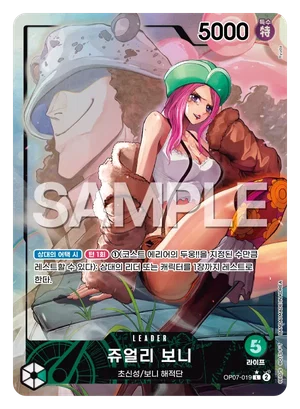 5000
특수
特
SAMPLE
상대의 어택 시 턴 1회 ①(코스트 에리어의 두웅!!을 지정된 수만큼
레스트할 수 있다): 상대의 리더 또는 캐릭터를 1장까지 레스트로
한다.
LEADER
쥬얼리 보니
5
라이프
초신성/보니 해적단
OP07-019 L 2